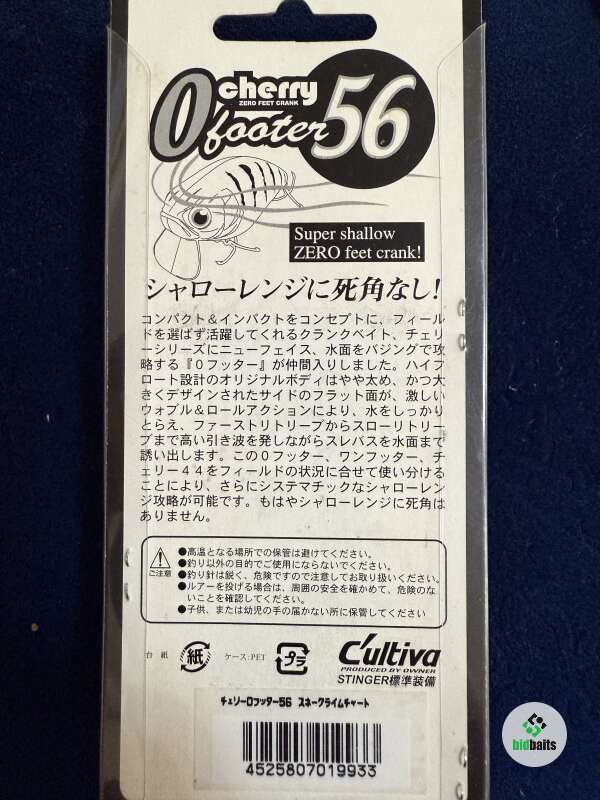 cherry
ZERO FEET CRANK
0 footer 56
Super shallow
ZERO feet crank!
シャローレンジに死角なし!
コンパクト&インパクトをコンセプトに、フィール
ドを選ばず活躍してくれるクランクベイト、チェリ
ーシリーズにニューフェイス、水面をバジングで攻
略する『0フッター』が仲間入りしました。ハイフ
ロート設計のオリジナルボディはやや太め、かつ大
きくデザインされたサイドのフラット面が、激しい
ウォブル&ロールアクションにより、水をしっかり
とらえ、ファーストリトリーブからスローリトリー
ブまで高い引き波を発しながらスレバスを水面まで
誘い出します。この0フッター、ワンフッター、チ
ェリー44をフィールドの状況に合せて使い分ける
ことにより、さらにシステマチックなシャローレン
ジ攻略が可能です。もはやシャローレンジに死角は
ありません。
ご注意
●高温となる場所での保管は避けてください。
●釣り以外の目的でご使用にならないでください。
●釣り針は鋭く、危険ですので注意してお取り扱いください。
●ルアーを投げる場合は、周囲の安全を確かめて、危険のな
いことを確認してください。
●子供、または幼児の手の届かない所に保管してください
台紙 紙 ケース:PET プラ
C'ultiva
PRODUCED BY OWNER
STINGER標準装備
チェリー0フッター56 スネークライムチャート
4525807019933
bidbaits